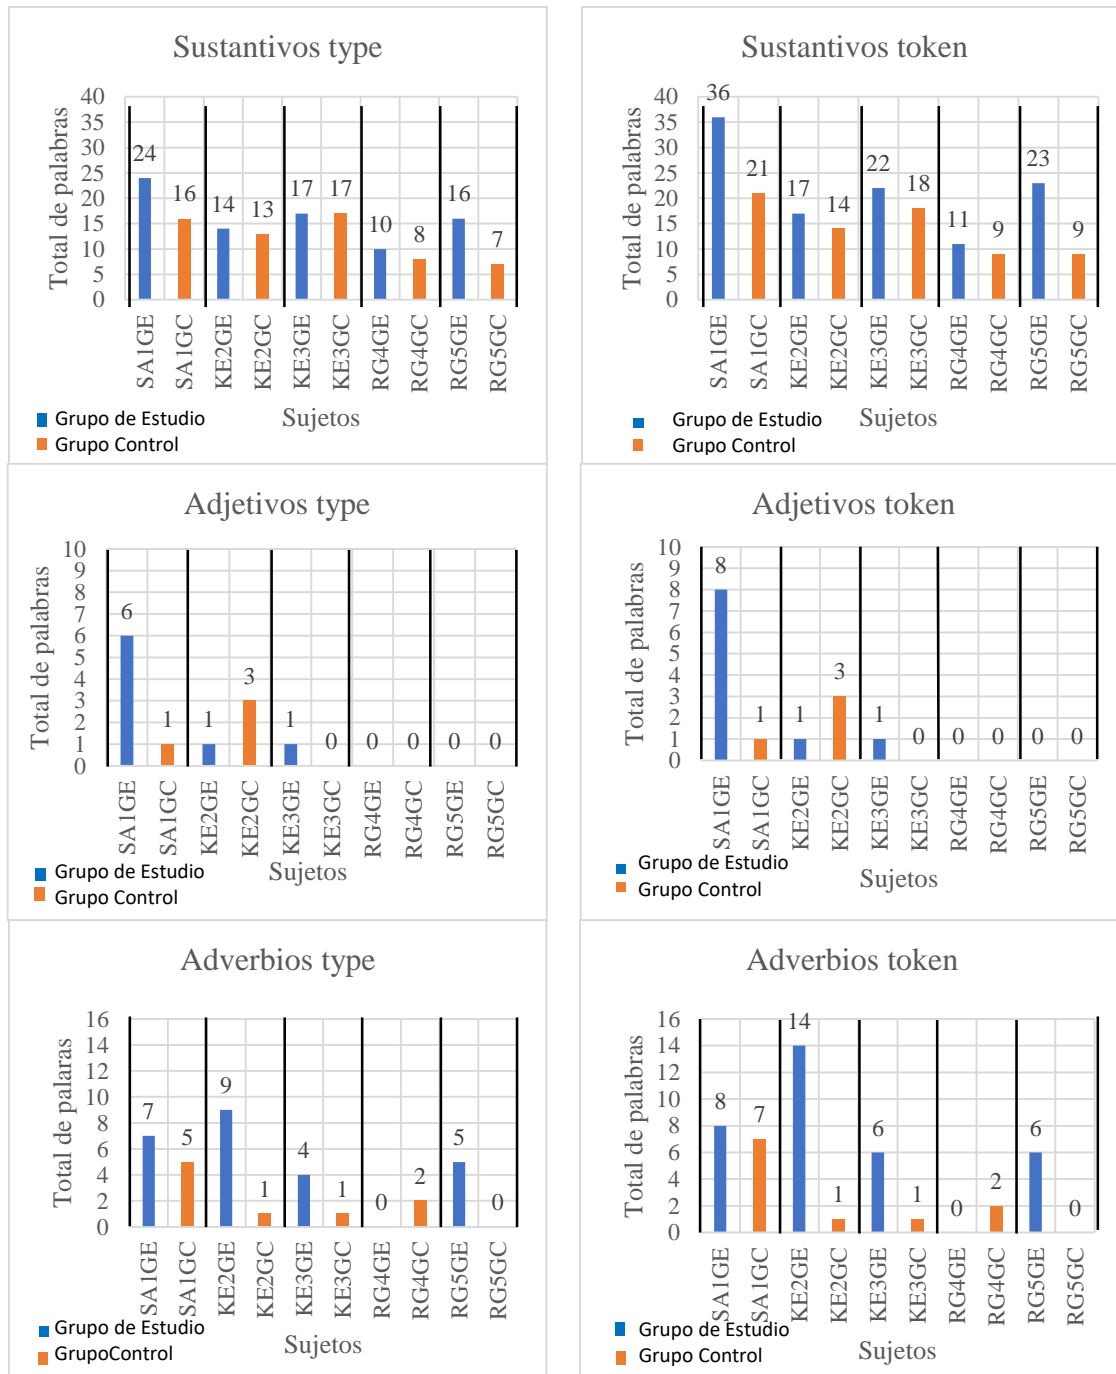 Sustantivos type
Total de palabras
40
35
30
25
20
15
10
5
0
24
16
14
13
17
17
10
8
16
7
SA1GE
SA1GC
KE2GE
KE2GC
KE3GE
KE3GC
RG4GE
RG4GC
RG5GE
RG5GC
Sujetos
Grupo de Estudio
Grupo Control
Sustantivos token
Total de palabras
40
35
30
25
20
15
10
5
0
36
21
17
14
22
18
11
9
23
9
SA1GE
SA1GC
KE2GE
KE2GC
KE3GE
KE3GC
RG4GE
RG4GC
RG5GE
RG5GC
Sujetos
Grupo de Estudio
Grupo Control
Adjetivos type
Total de palabras
10
9
8
7
6
5
4
3
2
1
0
6
1
1
3
1
0
0
0
0
0
SA1GE
SA1GC
KE2GE
KE2GC
KE3GE
KE3GC
RG4GE
RG4GC
RG5GE
RG5GC
Sujetos
Grupo de Estudio
Grupo Control
Adjetivos token
Total de palabras
10
9
8
7
6
5
4
3
2
1
0
8
1
1
3
1
0
0
0
0
0
SA1GE
SA1GC
KE2GE
KE2GC
KE3GE
KE3GC
RG4GE
RG4GC
RG5GE
RG5GC
Sujetos
Grupo de Estudio
Grupo Control
Adverbios type
Total de palaras
16
14
12
10
8
6
4
2
0
7
5
9
1
4
1
0
2
5
0
SA1GE
SA1GC
KE2GE
KE2GC
KE3GE
KE3GC
RG4GE
RG4GC
RG5GE
RG5GC
Sujetos
Grupo de Estudio
GrupoControl
Adverbios token
Total de palabras
16
14
12
10
8
6
4
2
0
8
7
14
1
6
1
0
2
6
0
SA1GE
SA1GC
KE2GE
KE2GC
KE3GE
KE3GC
RG4GE
RG4GC
RG5GE
RG5GC
Sujetos
Grupo de Estudio
Grupo Control